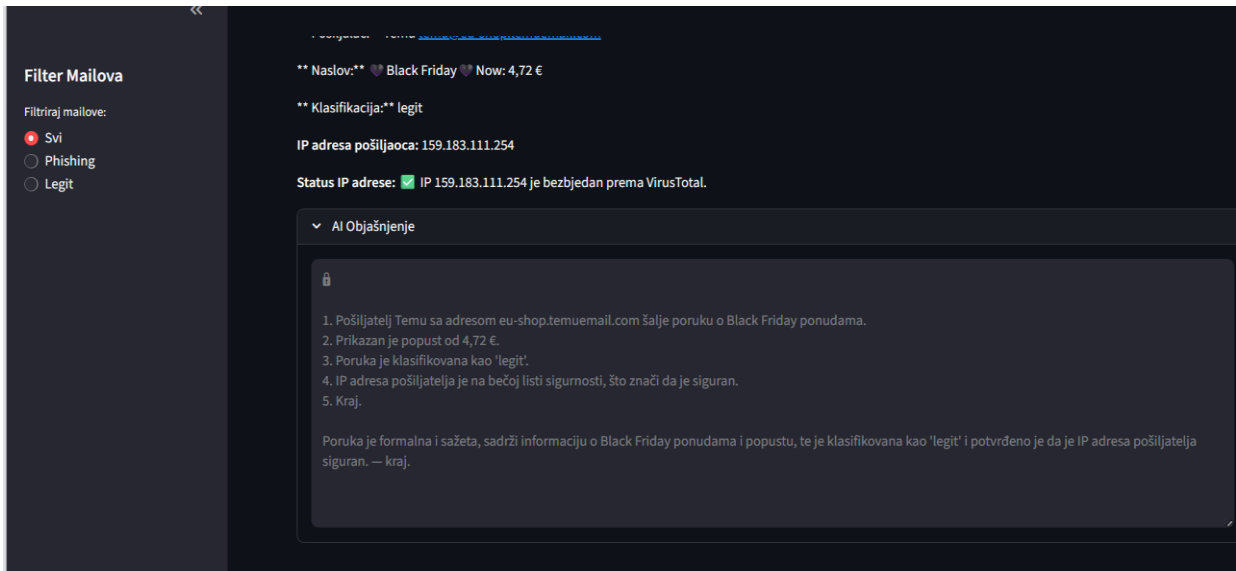 «
Filter Mailova
Filtriraj mailove:
Svi
Phishing
Legit
** Naslov:** 🖤 Black Friday 🖤 Now: 4,72 €
** Klasifikacija:** legit
IP adresa pošiljaoca: 159.183.111.254
Status IP adrese: ✅ IP 159.183.111.254 je bezbjedan prema VirusTotal.
AI Objašnjenje
1. Pošiljatelj Temu sa adresom eu-shop.temuemail.com šalje poruku o Black Friday ponudama.
2. Prikazan je popust od 4,72 €.
3. Poruka je klasifikovana kao 'legit'.
4. IP adresa pošiljatelja je na bečoj listi sigurnosti, što znači da je siguran.
5. Kraj.
Poruka je formalna i sažeta, sadrži informaciju o Black Friday ponudama i popustu, te je klasifikovana kao 'legit' i potvrđeno je da je IP adresa pošiljatelja
siguran. — kraj.